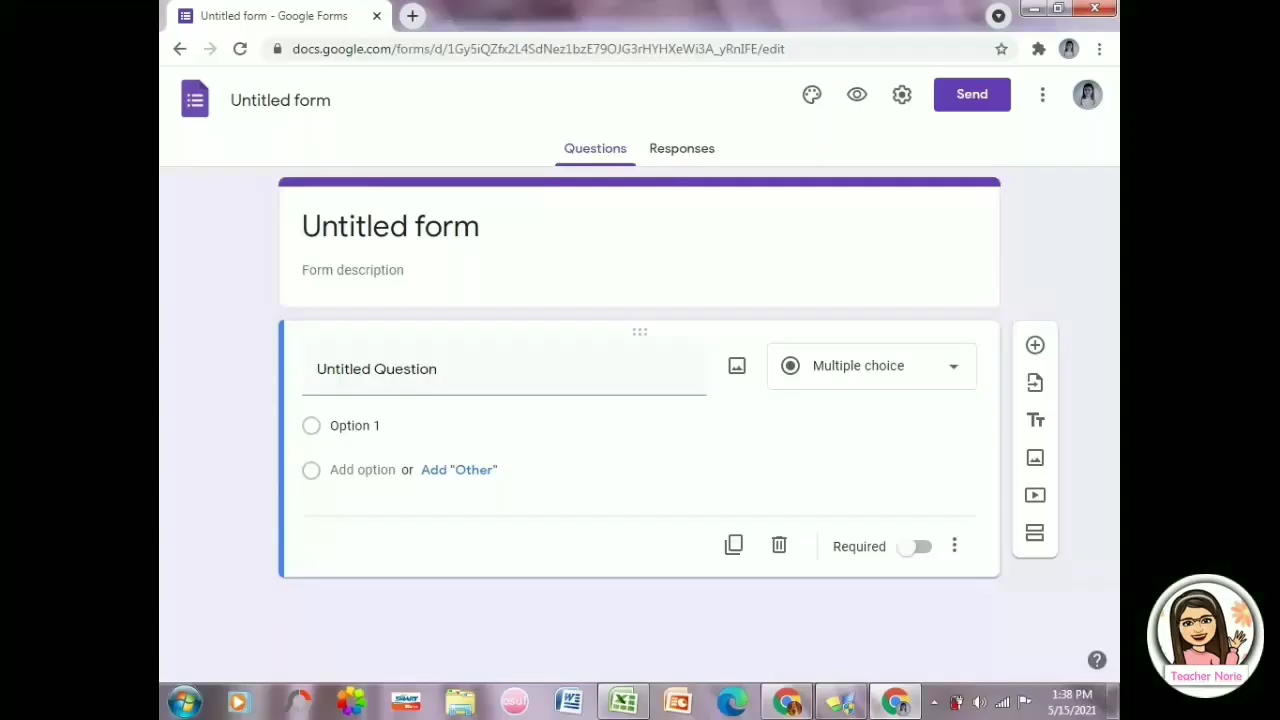 Untitled form - Google Forms
docs.google.com/forms/d/1Gy5iQZfx2L4SdNez1bzE79OJG3rHYHXeWi3A_yRnIFE/edit
Untitled form
Send
Questions
Responses
Untitled form
Form description
Untitled Question
Multiple choice
Option 1
Add option or Add "Other"
Required
Teacher Norie
osu!
1:38 PM
5/15/2021